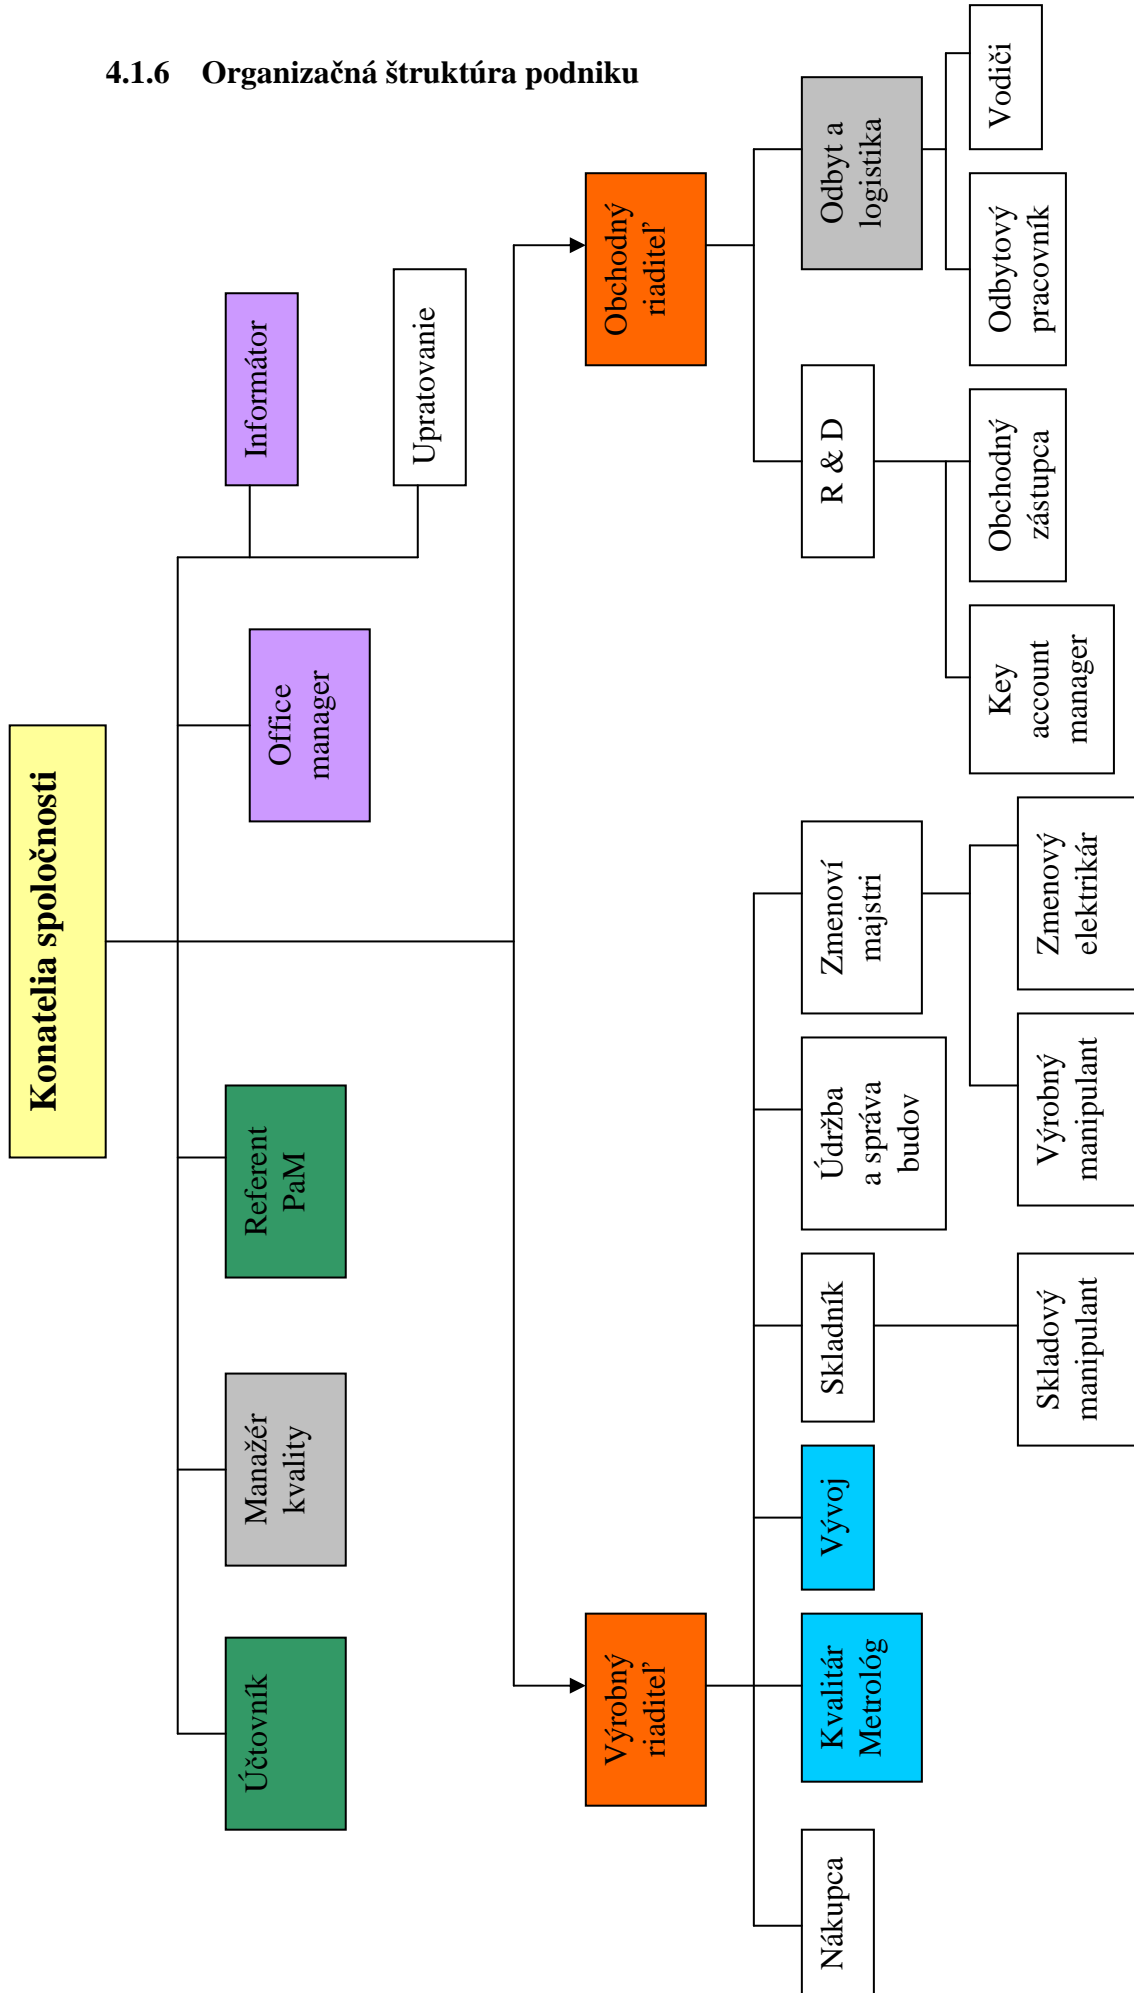 4.1.6 Organizačná štruktúra podniku
Konatelia spoločnosti
Účtovník
Manažér
kvality
Referent
PaM
Office
manager
Informátor
Upratovanie
Výrobný
riaditeľ
Obchodný
riaditeľ
Nákupca
Kvalitár
Metrológ
Vývoj
Skladník
Údržba
a správa
budov
Zmenoví
majstri
R & D
Odbyt a
logistika
Skladový
manipulant
Výrobný
manipulant
Zmenový
elektrikár
Key
account
manager
Obchodný
zástupca
Odbytový
pracovník
Vodiči